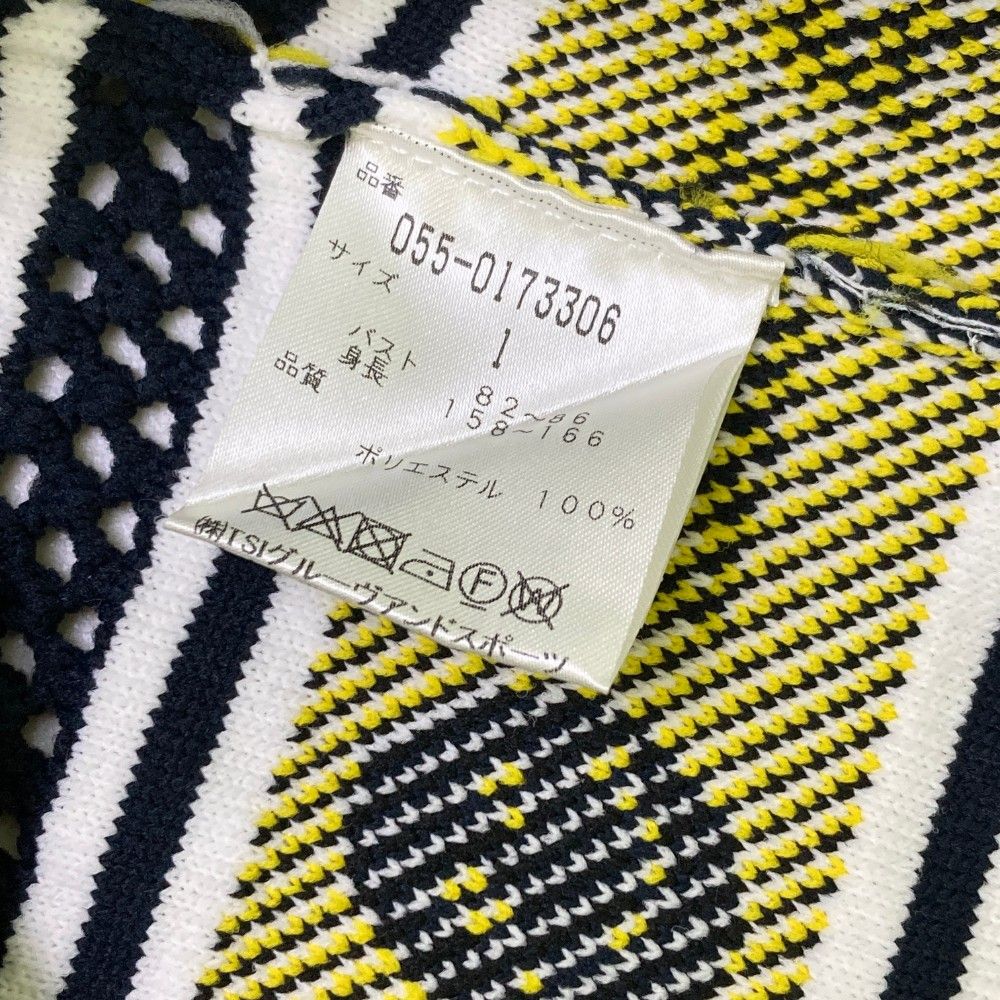 品番
055-0173306
サイズ 1
バスト 82~86
身長 158~166
品質
ポリエステル 100%
F W
(株)TSIグルーヴアンドスポーツ